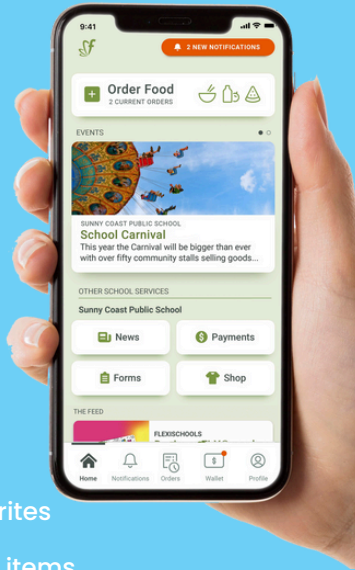 9:41
2 NEW NOTIFICATIONS
Order Food
2 CURRENT ORDERS
EVENTS
SUNNY COAST PUBLIC SCHOOL
School Carnival
This year the Carnival will be bigger than ever
with over fifty community stalls selling goods...
OTHER SCHOOL SERVICES
Sunny Coast Public School
News
Payments
Forms
Shop
THE FEED
FLEXISCHOOLS
Home
Notifications
Orders
Wallet
Profile
rites
items